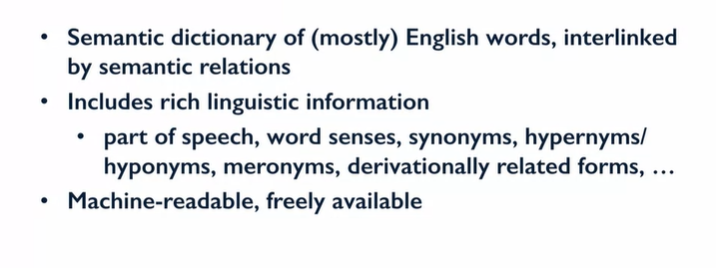 • Semantic dictionary of (mostly) English words, interlinked
by semantic relations
• Includes rich linguistic information
• part of speech, word senses, synonyms, hypernyms/
hyponyms, meronyms, derivationally related forms, …
• Machine-readable, freely available